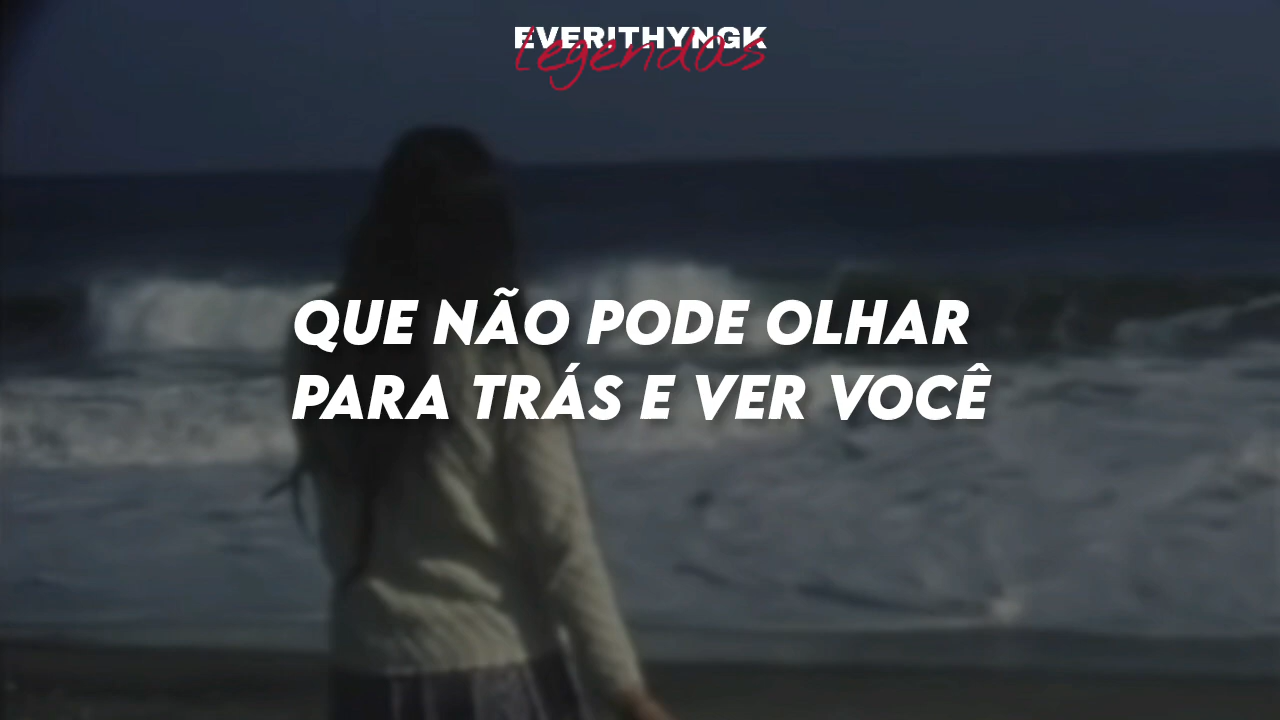 EVERITHYNGK
legendas
QUE NÃO PODE OLHAR
PARA TRÁS E VER VOCÊ